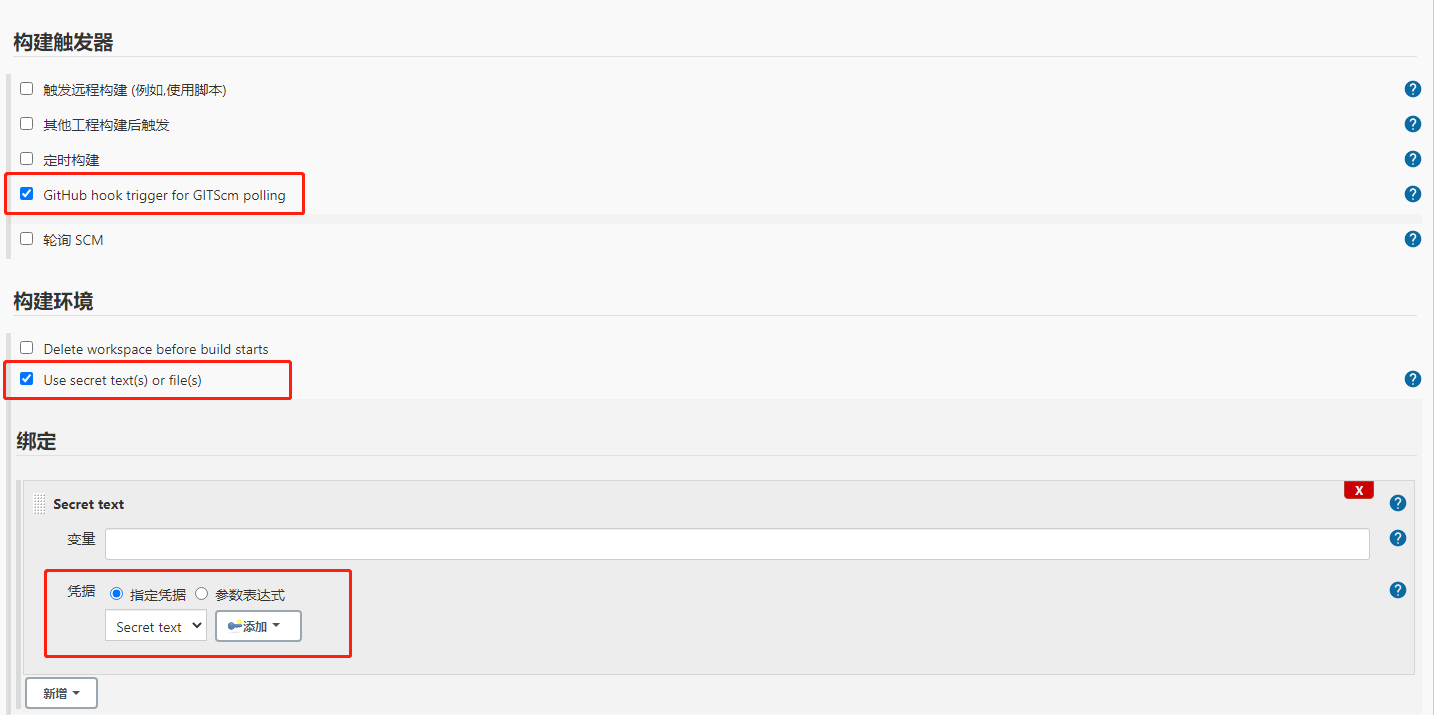 构建触发器
触发远程构建 (例如,使用脚本)
?
其他工程构建后触发
?
定时构建
?
GitHub hook trigger for GITScm polling
?
轮询 SCM
?
构建环境
Delete workspace before build starts
Use secret text(s) or file(s)
?
绑定
X
Secret text
?
变量
?
凭据 指定凭据 参数表达式
?
Secret text 添加
新增